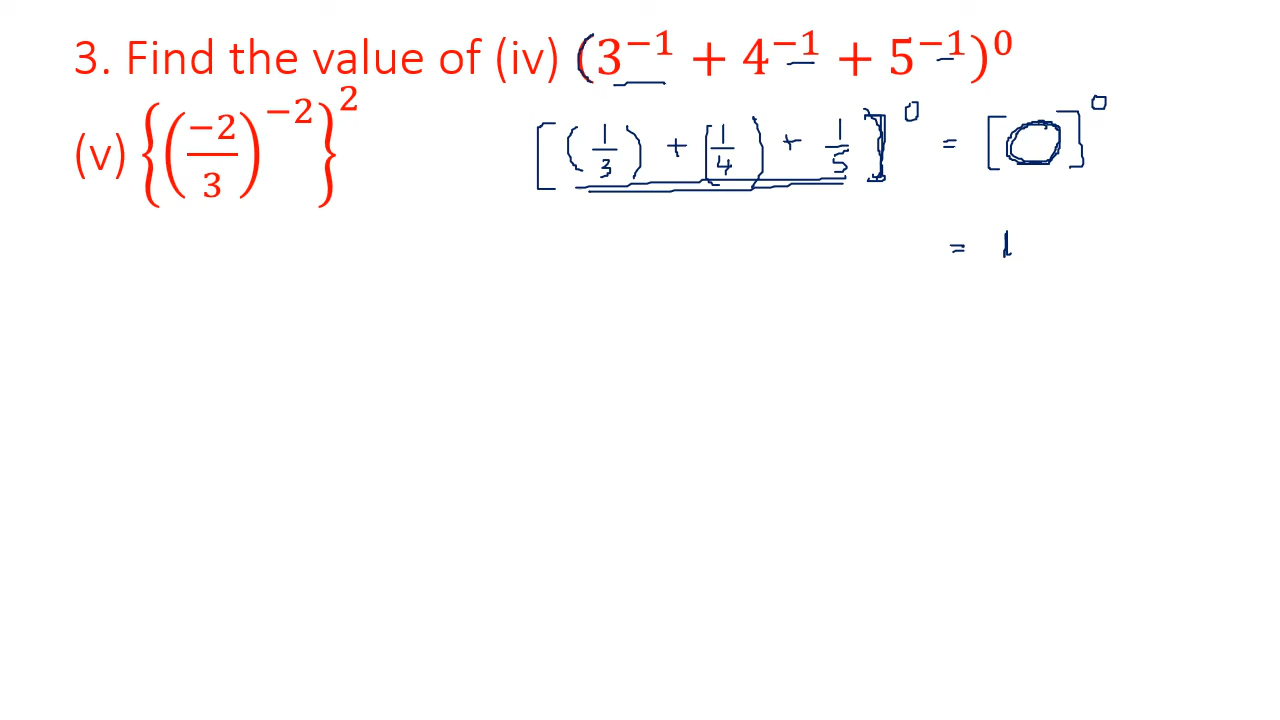 3. Find the value of (iv) (3⁻¹ + 4⁻¹ + 5⁻¹)⁰
(v) {(-2/3)⁻²}²
[(1/3) + (1/4) + 1/5]⁰ = [ ]⁰
= 1